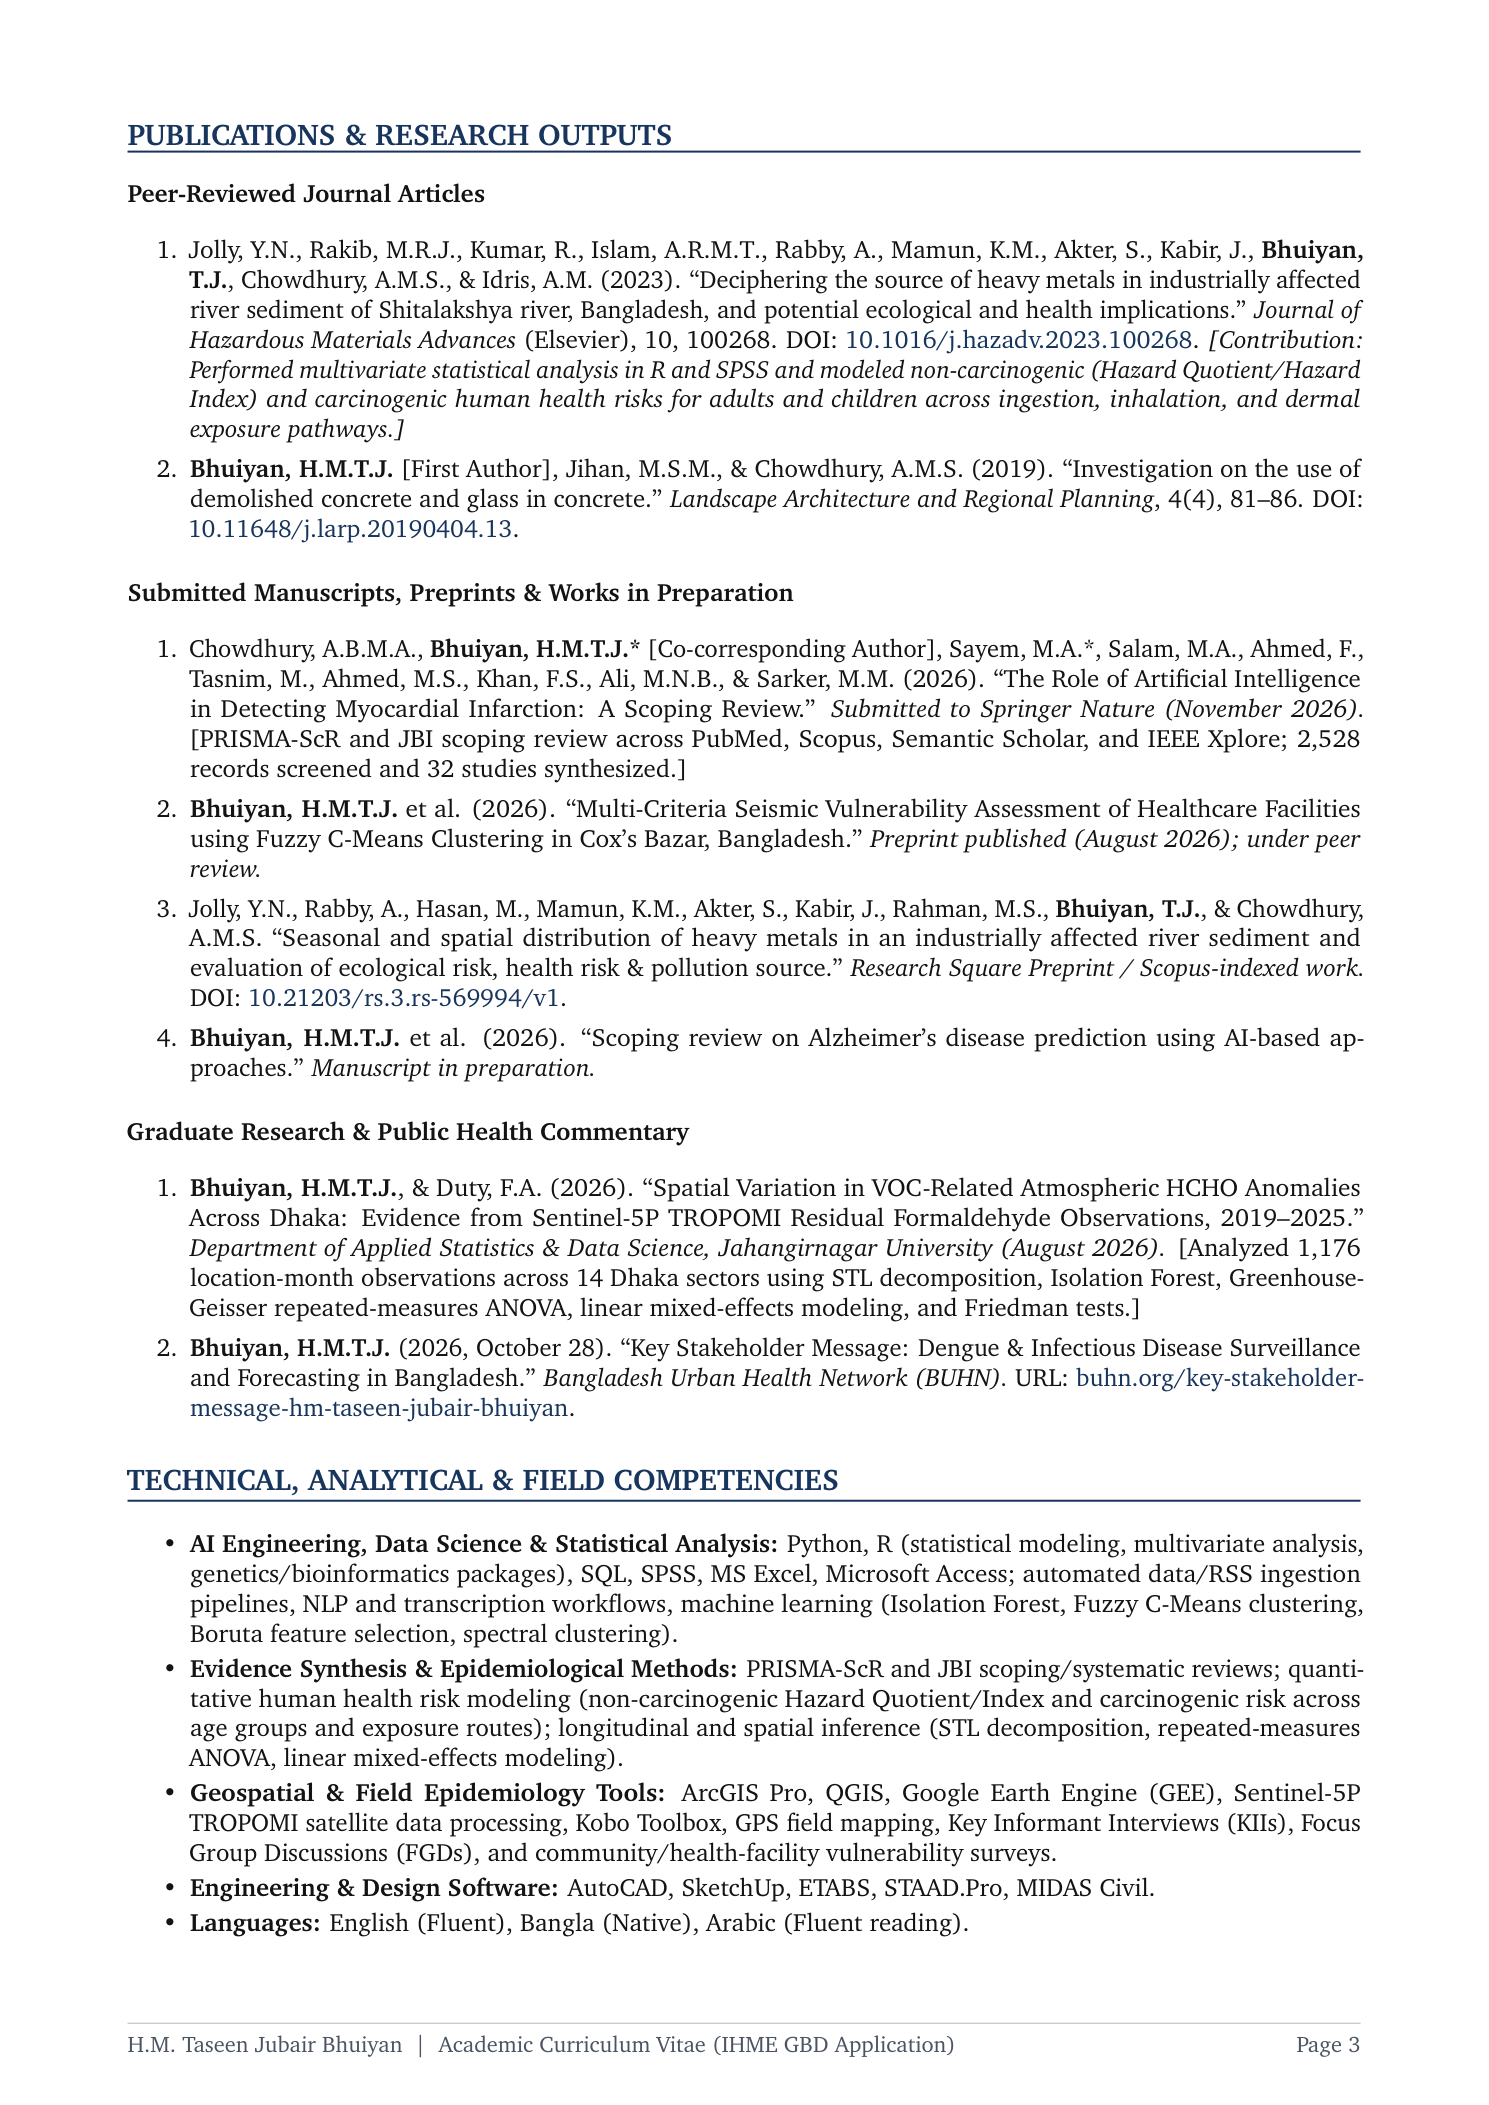 PUBLICATIONS & RESEARCH OUTPUTS
Peer-Reviewed Journal Articles
1. Jolly, Y.N., Rakib, M.R.J., Kumar, R., Islam, A.R.M.T., Rabby, A., Mamun, K.M., Akter, S., Kabir, J., Bhuiyan,
T.J., Chowdhury, A.M.S., & Idris, A.M. (2023). “Deciphering the source of heavy metals in industrially affected
river sediment of Shitalakshya river, Bangladesh, and potential ecological and health implications.” Journal of
Hazardous Materials Advances (Elsevier), 10, 100268. DOI: 10.1016/j.hazadv.2023.100268. [Contribution:
Performed multivariate statistical analysis in R and SPSS and modeled non-carcinogenic (Hazard Quotient/Hazard
Index) and carcinogenic human health risks for adults and children across ingestion, inhalation, and dermal
exposure pathways.]
2. Bhuiyan, H.M.T.J. [First Author], Jihan, M.S.M., & Chowdhury, A.M.S. (2019). “Investigation on the use of
demolished concrete and glass in concrete.” Landscape Architecture and Regional Planning, 4(4), 81–86. DOI:
10.11648/j.larp.20190404.13.
Submitted Manuscripts, Preprints & Works in Preparation
1. Chowdhury, A.B.M.A., Bhuiyan, H.M.T.J.* [Co-corresponding Author], Sayem, M.A.*, Salam, M.A., Ahmed, F.,
Tasnim, M., Ahmed, M.S., Khan, F.S., Ali, M.N.B., & Sarker, M.M. (2026). “The Role of Artificial Intelligence
in Detecting Myocardial Infarction: A Scoping Review.” Submitted to Springer Nature (November 2026).
[PRISMA-ScR and JBI scoping review across PubMed, Scopus, Semantic Scholar, and IEEE Xplore; 2,528
records screened and 32 studies synthesized.]
2. Bhuiyan, H.M.T.J. et al. (2026). “Multi-Criteria Seismic Vulnerability Assessment of Healthcare Facilities
using Fuzzy C-Means Clustering in Cox’s Bazar, Bangladesh.” Preprint published (August 2026); under peer
review.
3. Jolly, Y.N., Rabby, A., Hasan, M., Mamun, K.M., Akter, S., Kabir, J., Rahman, M.S., Bhuiyan, T.J., & Chowdhury,
A.M.S. “Seasonal and spatial distribution of heavy metals in an industrially affected river sediment and
evaluation of ecological risk, health risk & pollution source.” Research Square Preprint / Scopus-indexed work.
DOI: 10.21203/rs.3.rs-569994/v1.
4. Bhuiyan, H.M.T.J. et al. (2026). “Scoping review on Alzheimer’s disease prediction using AI-based ap-
proaches.” Manuscript in preparation.
Graduate Research & Public Health Commentary
1. Bhuiyan, H.M.T.J., & Duty, F.A. (2026). “Spatial Variation in VOC-Related Atmospheric HCHO Anomalies
Across Dhaka: Evidence from Sentinel-5P TROPOMI Residual Formaldehyde Observations, 2019–2025.”
Department of Applied Statistics & Data Science, Jahangirnagar University (August 2026). [Analyzed 1,176
location-month observations across 14 Dhaka sectors using STL decomposition, Isolation Forest, Greenhouse-
Geisser repeated-measures ANOVA, linear mixed-effects modeling, and Friedman tests.]
2. Bhuiyan, H.M.T.J. (2026, October 28). “Key Stakeholder Message: Dengue & Infectious Disease Surveillance
and Forecasting in Bangladesh.” Bangladesh Urban Health Network (BUHN). URL: buhn.org/key-stakeholder-
message-hm-taseen-jubair-bhuiyan.
TECHNICAL, ANALYTICAL & FIELD COMPETENCIES
• AI Engineering, Data Science & Statistical Analysis: Python, R (statistical modeling, multivariate analysis,
genetics/bioinformatics packages), SQL, SPSS, MS Excel, Microsoft Access; automated data/RSS ingestion
pipelines, NLP and transcription workflows, machine learning (Isolation Forest, Fuzzy C-Means clustering,
Boruta feature selection, spectral clustering).
• Evidence Synthesis & Epidemiological Methods: PRISMA-ScR and JBI scoping/systematic reviews; quanti-
tative human health risk modeling (non-carcinogenic Hazard Quotient/Index and carcinogenic risk across
age groups and exposure routes); longitudinal and spatial inference (STL decomposition, repeated-measures
ANOVA, linear mixed-effects modeling).
• Geospatial & Field Epidemiology Tools: ArcGIS Pro, QGIS, Google Earth Engine (GEE), Sentinel-5P
TROPOMI satellite data processing, Kobo Toolbox, GPS field mapping, Key Informant Interviews (KIIs), Focus
Group Discussions (FGDs), and community/health-facility vulnerability surveys.
• Engineering & Design Software: AutoCAD, SketchUp, ETABS, STAAD.Pro, MIDAS Civil.
• Languages: English (Fluent), Bangla (Native), Arabic (Fluent reading).
H.M. Taseen Jubair Bhuiyan | Academic Curriculum Vitae (IHME GBD Application) Page 3